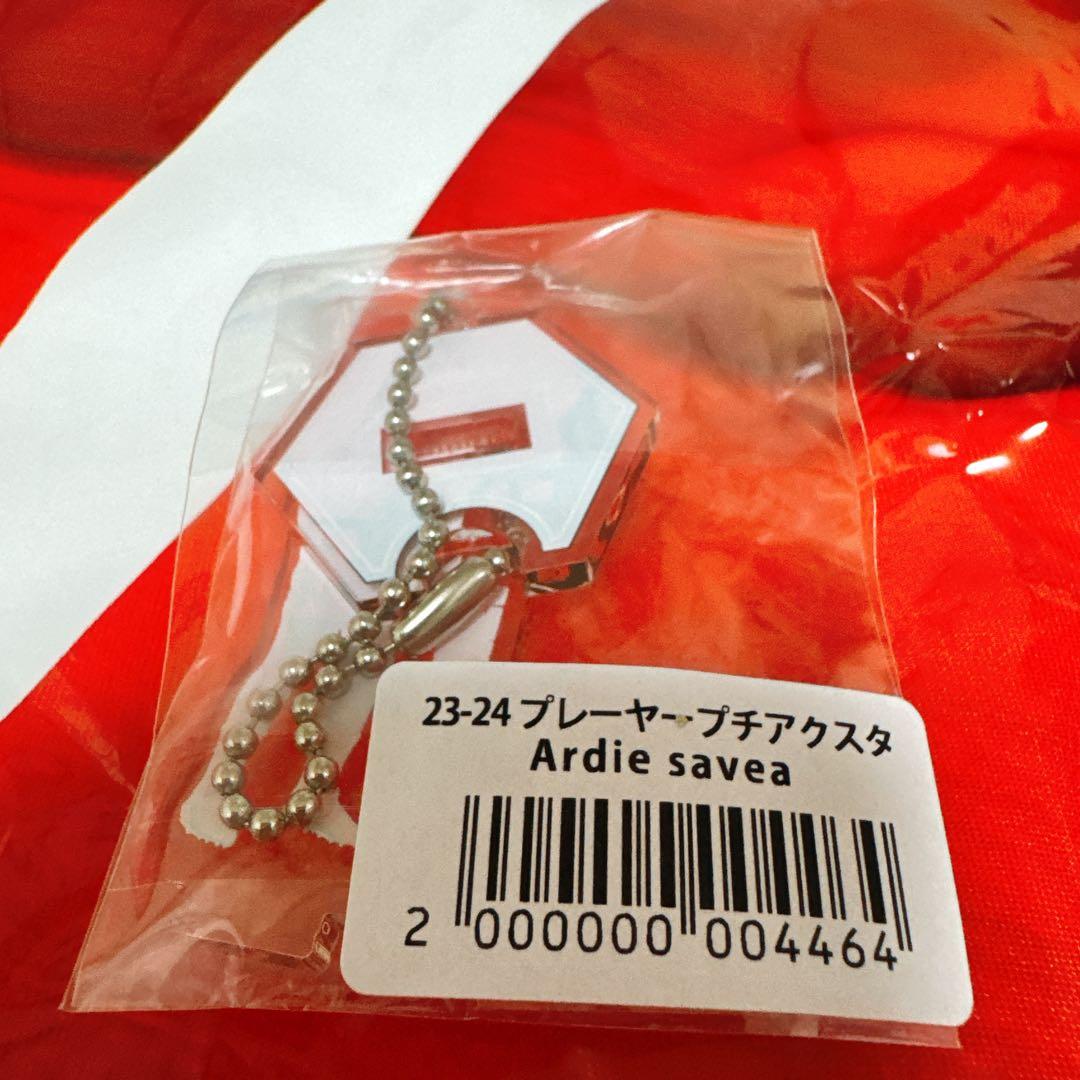 23-24 プレーヤー プチアクスタ
Ardie savea
2 000000 004464